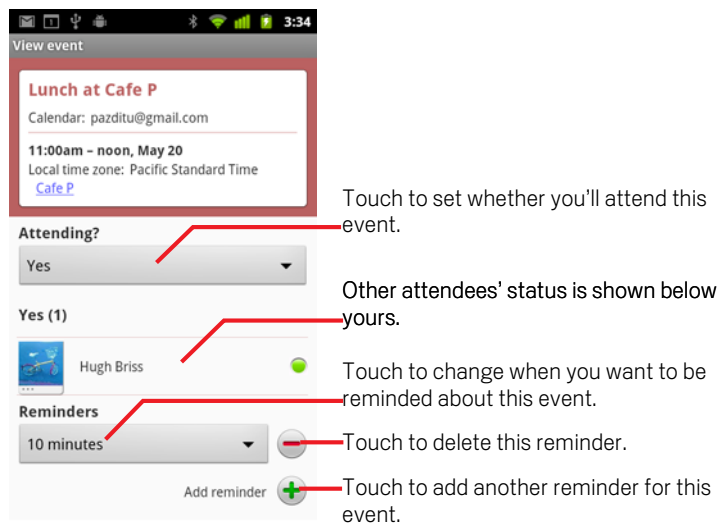 3:34
View event
Lunch at Cafe P
Calendar: pazditu@gmail.com
11:00am – noon, May 20
Local time zone: Pacific Standard Time
Cafe P
Attending?
Yes
Yes (1)
Hugh Briss
Reminders
10 minutes
Add reminder
Touch to set whether you’ll attend this
event.
Other attendees’ status is shown below
yours.
Touch to change when you want to be
reminded about this event.
Touch to delete this reminder.
Touch to add another reminder for this
event.